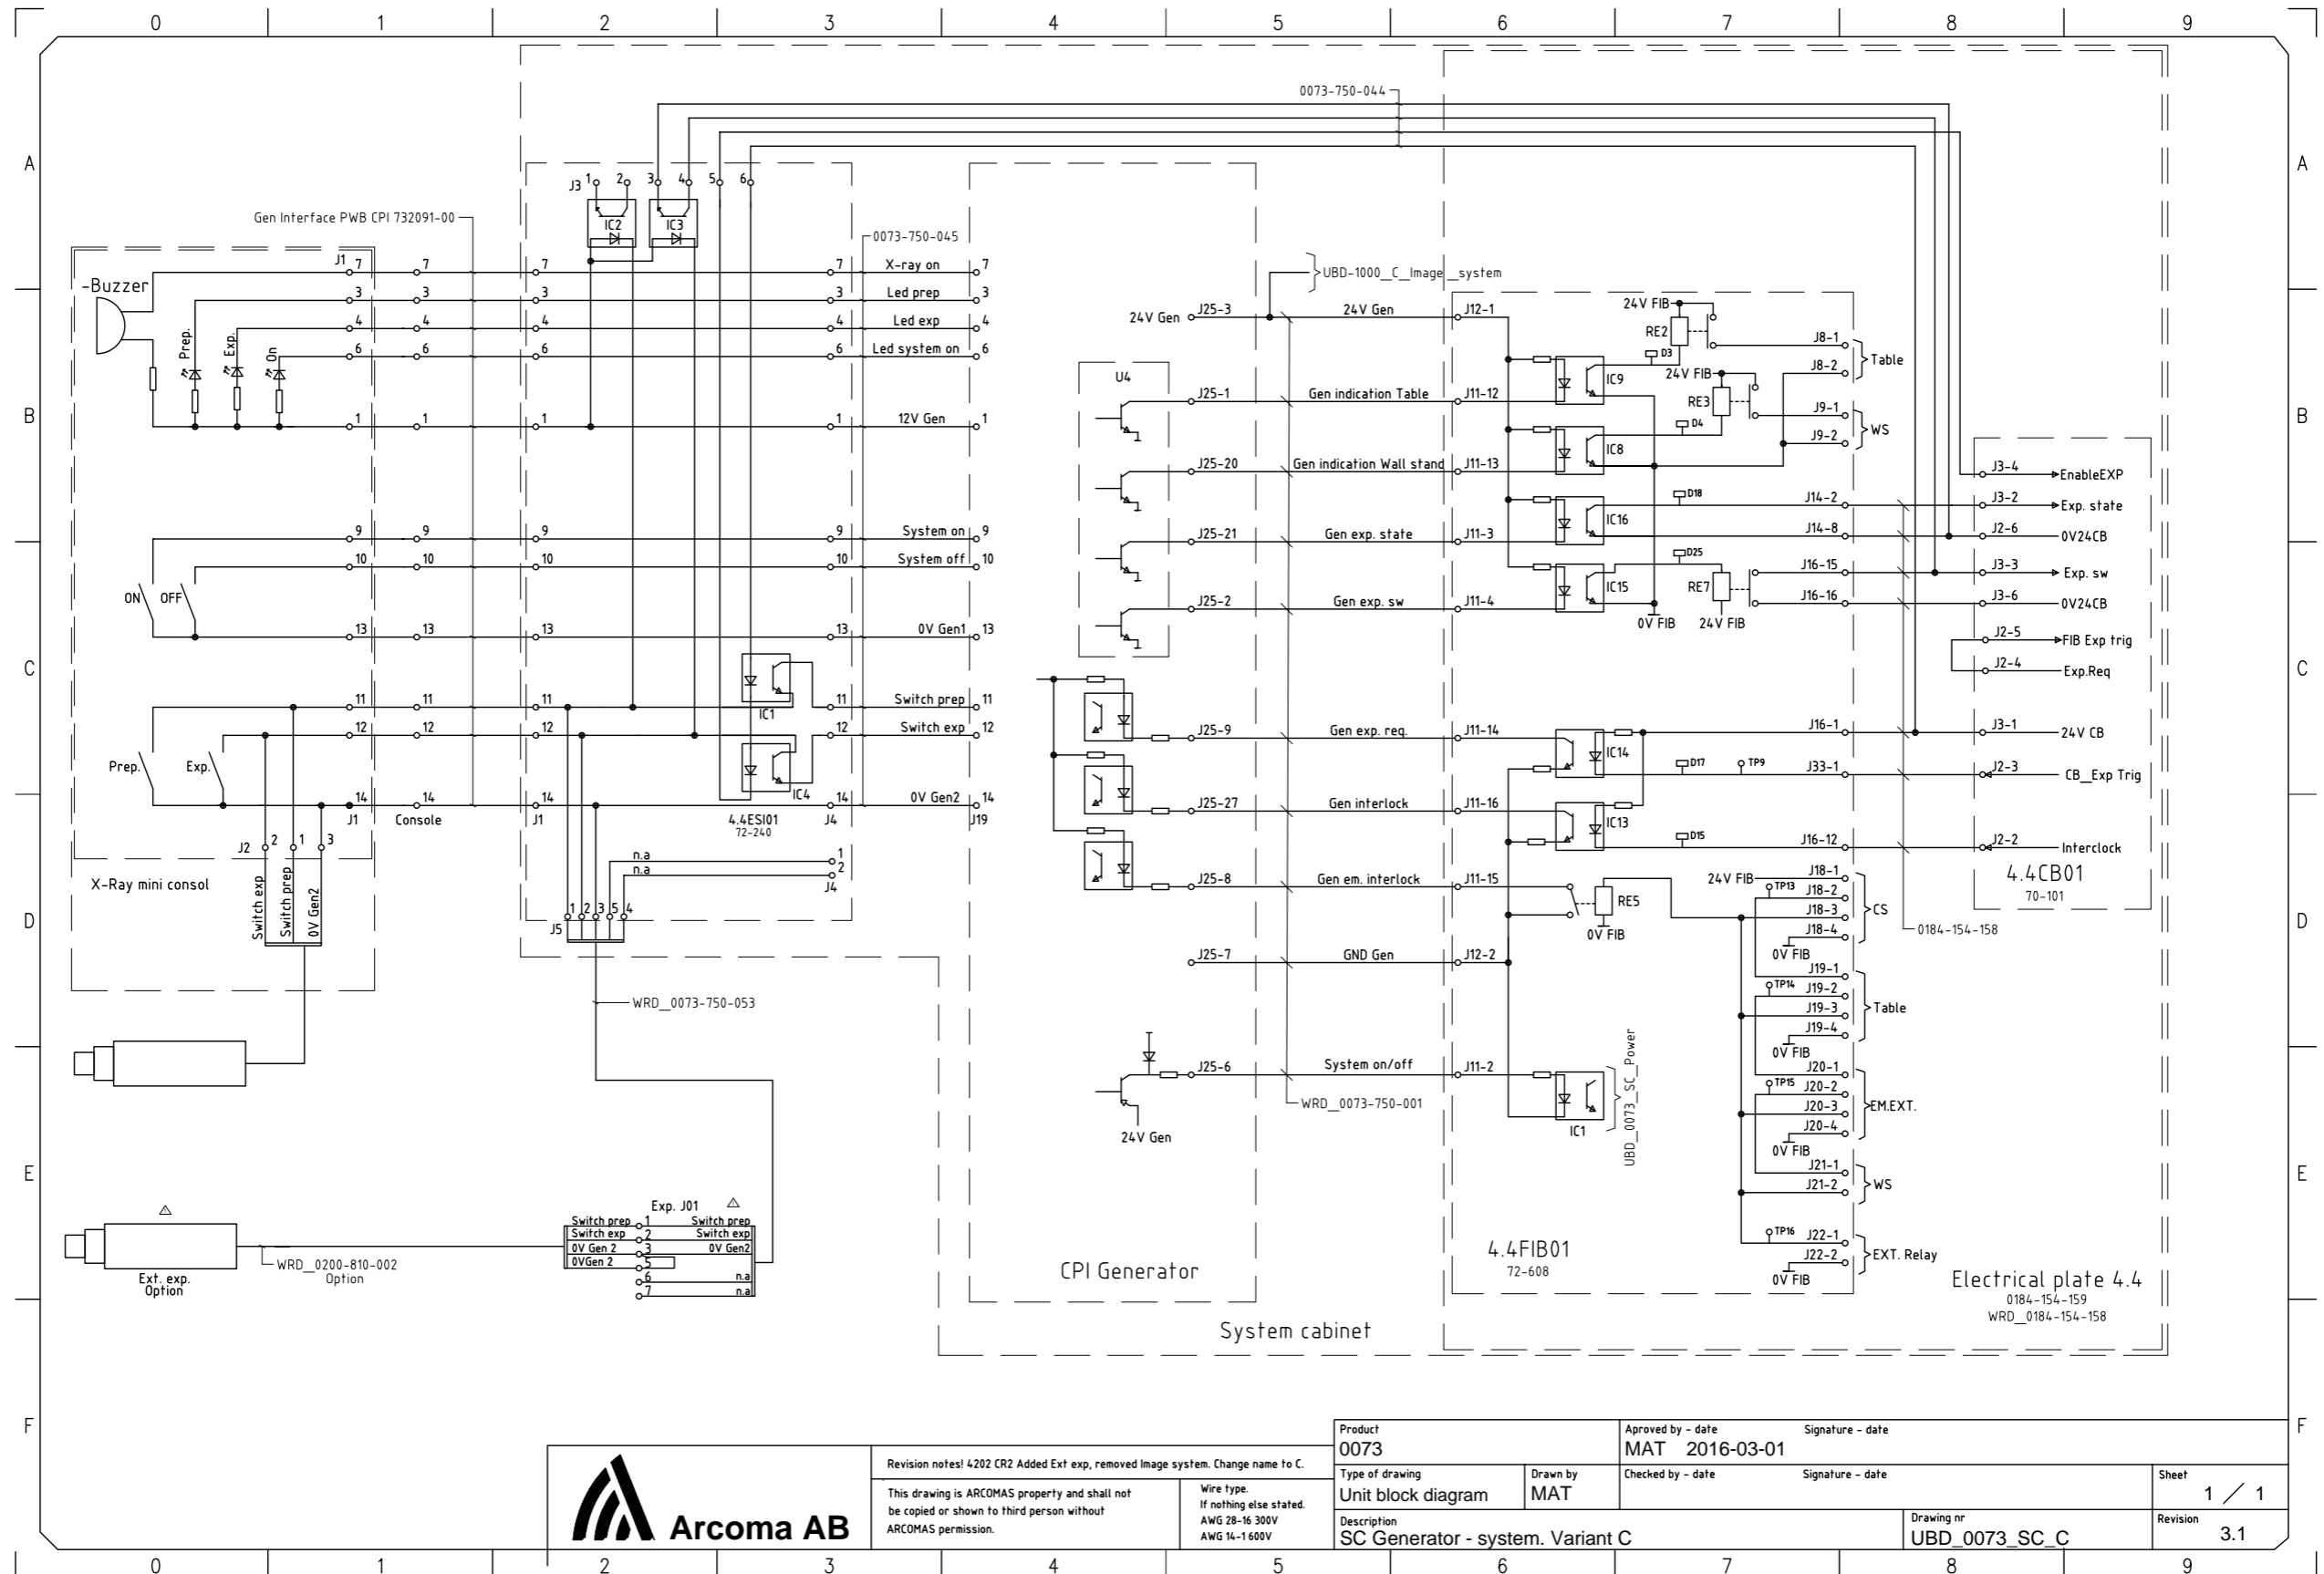 0 1 2 3 4 5 6 7 8 9
A A
B B
C C
D D
E E
F F
0073-750-044
Gen Interface PWB CPI 732091-00
J3 1 2 3 4 5 6
IC2 IC3
0073-750-045
-Buzzer
Prep.
Exp.
On
J1 7 7 7 7 X-ray on 7
3 3 3 3 Led prep 3
4 4 4 4 Led exp 4
6 6 6 6 Led system on 6
1 1 1 1 12V Gen 1
9 9 9 9 System on 9
10 10 10 10 System off 10
ON OFF
13 13 13 13 0V Gen1 13
IC1
11 11 11 11 Switch prep 11
12 12 12 12 Switch exp 12
Prep. Exp.
IC4
14 14 14 14 0V Gen2 14
J1 Console J1 4.4ESI01 J4 J19
72-240
J2 2 1 3
X-Ray mini consol
Switch exp
Switch prep
0V Gen2
n.a 1
n.a 2
J4
J5 1 2 3 5 4
WRD_0073-750-053
Exp. J01
Switch prep 1 Switch prep
Switch exp 2 Switch exp
0V Gen 2 3 0V Gen2
0VGen 2 5
6 n.a
7 n.a
WRD_0200-810-002
Option
Ext. exp.
Option
UBD-1000_C_Image_system
24V Gen J25-3 24V Gen J12-1
U4
J25-1 Gen indication Table J11-12
J25-20 Gen indication Wall stand J11-13
J25-21 Gen exp. state J11-3
J25-2 Gen exp. sw J11-4
J25-9 Gen exp. req. J11-14
J25-27 Gen interlock J11-16
J25-8 Gen em. interlock J11-15
J25-7 GND Gen J12-2
J25-6 System on/off J11-2
24V Gen
WRD_0073-750-001
CPI Generator
System cabinet
24V FIB
RE2
D3
IC9
24V FIB
RE3
D4
IC8
J8-1
J8-2
Table
J9-1
J9-2
WS
D18
IC16
J14-2
J14-8
D25
IC15
RE7
0V FIB 24V FIB
J16-15
J16-16
IC14
J16-1
D17 TP9 J33-1
IC13
D15 J16-12
RE5
0V FIB
24V FIB J18-1
TP13 J18-2
J18-3
J18-4
0V FIB
CS
J19-1
TP14 J19-2
J19-3
J19-4
0V FIB
Table
J20-1
TP15 J20-2
J20-3
J20-4
0V FIB
EM.EXT.
J21-1
J21-2
WS
TP16 J22-1
J22-2
0V FIB
EXT. Relay
IC1
UBD_0073_SC_Power
4.4FIB01
72-608
J3-4 EnableEXP
J3-2 Exp. state
J2-6 0V24CB
J3-3 Exp. sw
J3-6 0V24CB
J2-5 FIB Exp trig
J2-4 Exp.Req
J3-1 24V CB
J2-3 CB_Exp Trig
J2-2 Interclock
4.4CB01
70-101
0184-154-158
Electrical plate 4.4
0184-154-159
WRD_0184-154-158
Arcoma AB
Revision notes! 4202 CR2 Added Ext exp, removed Image system. Change name to C.
This drawing is ARCOMAS property and shall not
be copied or shown to third person without
ARCOMAS permission.
Wire type.
If nothing else stated.
AWG 28-16 300V
AWG 14-1 600V
Product
0073
Aproved by - date Signature - date
MAT 2016-03-01
Type of drawing
Unit block diagram
Drawn by
MAT
Checked by - date Signature - date
Sheet
1 / 1
Description
SC Generator - system. Variant C
Drawing nr
UBD_0073_SC_C
Revision
3.1
0 1 2 3 4 5 6 7 8 9